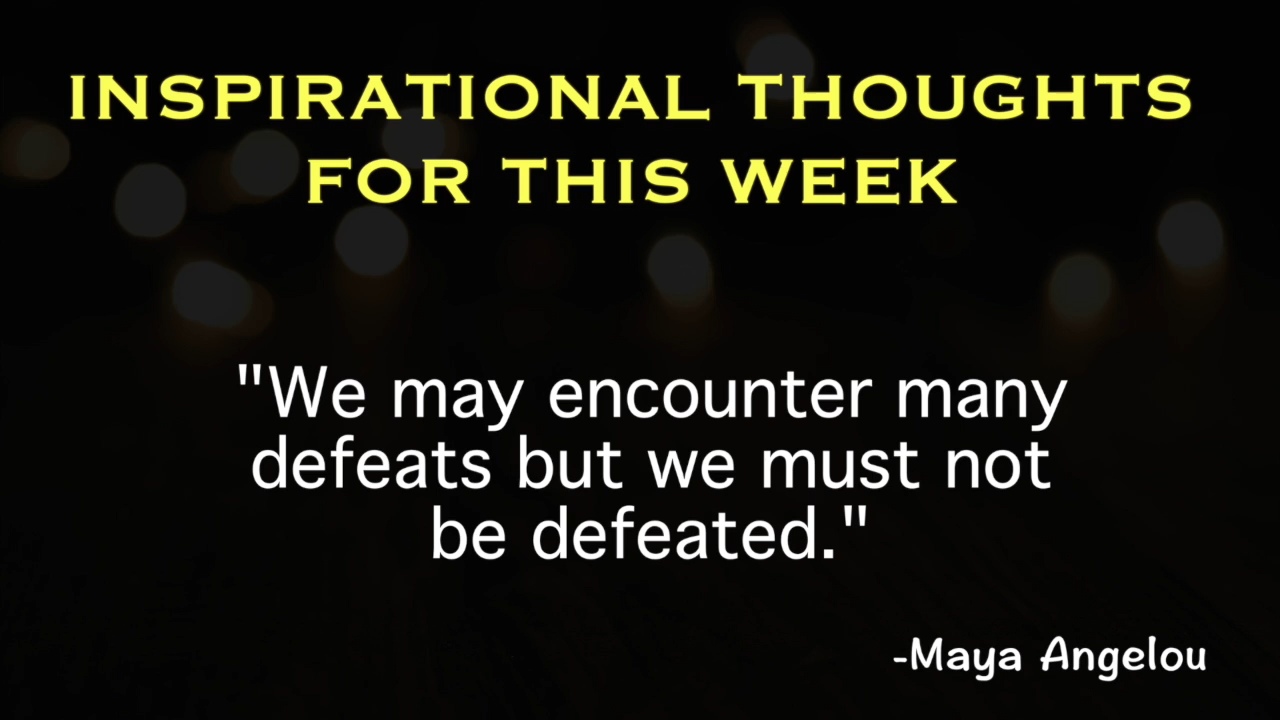 INSPIRATIONAL THOUGHTS
FOR THIS WEEK
"We may encounter many
defeats but we must not
be defeated."
-Maya Angelou